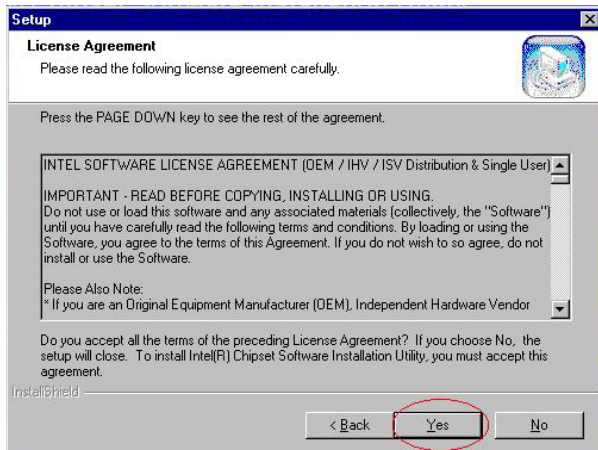 Setup
License Agreement
Please read the following license agreement carefully.
Press the PAGE DOWN key to see the rest of the agreement.
INTEL SOFTWARE LICENSE AGREEMENT (OEM / IHV / ISV Distribution & Single User)
IMPORTANT - READ BEFORE COPYING, INSTALLING OR USING.
Do not use or load this software and any associated materials (collectively, the "Software")
until you have carefully read the following terms and conditions. By loading or using the
Software, you agree to the terms of this Agreement. If you do not wish to so agree, do not
install or use the Software.
Please Also Note:
* If you are an Original Equipment Manufacturer (OEM), Independent Hardware Vendor
Do you accept all the terms of the preceding License Agreement? If you choose No, the
setup will close. To install Intel(R) Chipset Software Installation Utility, you must accept this
agreement.
InstallShield
< Back Yes No